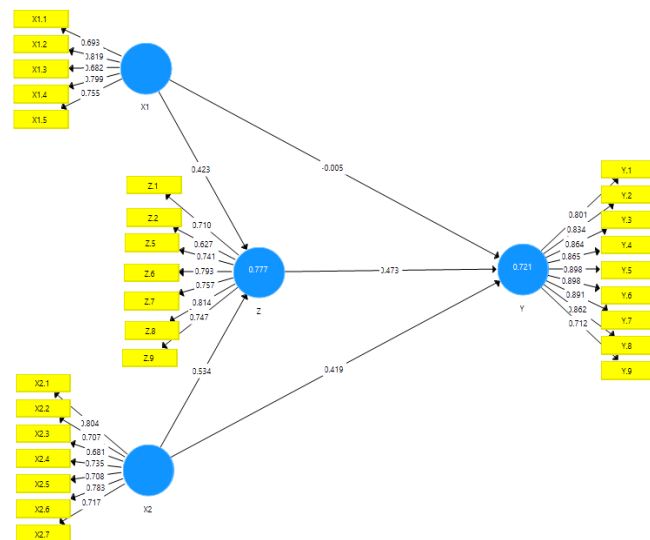 X1.1
X1.2
X1.3
X1.4
X1.5
0.693
0.819
0.682
0.799
0.755
X1
0.423
-0.005
Z.1
Z.2
Z.5
Z.6
Z.7
Z.8
Z.9
0.710
0.627
0.741
0.793
0.757
0.814
0.747
0.777
Z
0.473
0.534
0.419
X2.1
X2.2
X2.3
X2.4
X2.5
X2.6
X2.7
0.804
0.707
0.681
0.735
0.708
0.783
0.717
X2
0.721
Y
0.801
0.834
0.864
0.865
0.898
0.898
0.891
0.862
0.712
Y.1
Y.2
Y.3
Y.4
Y.5
Y.6
Y.7
Y.8
Y.9